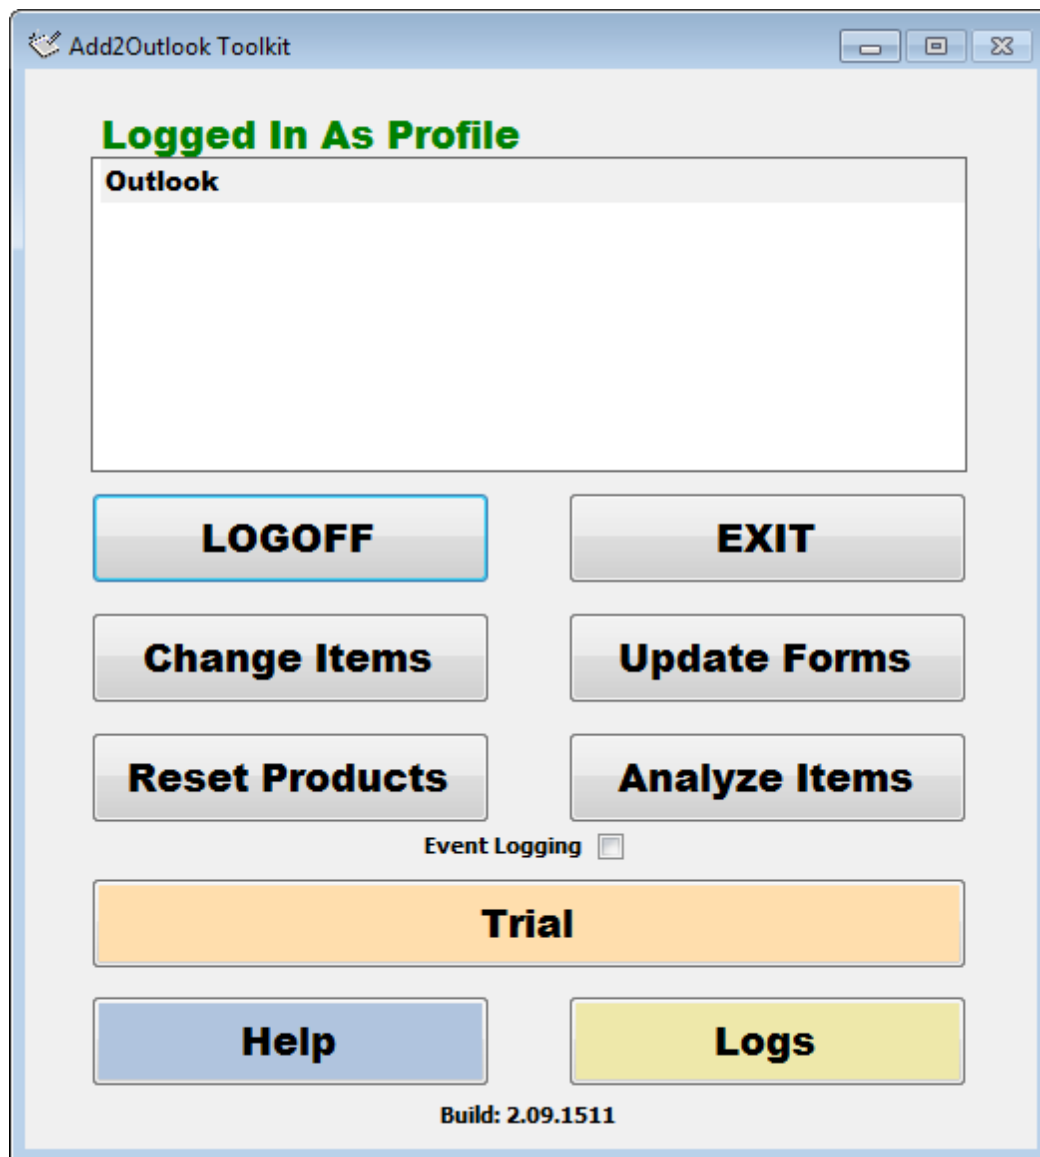 Add2Outlook Toolkit
Logged In As Profile
Outlook
LOGOFF
EXIT
Change Items
Update Forms
Reset Products
Analyze Items
Event Logging
Trial
Help
Logs
Build: 2.09.1511